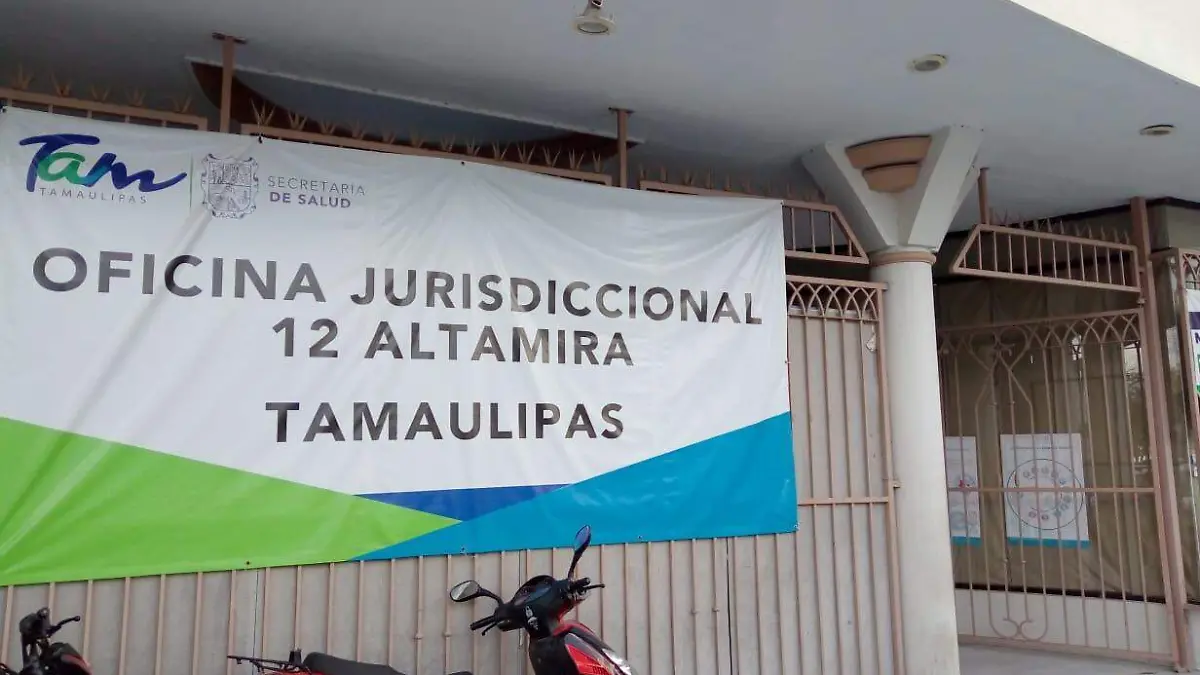 Tam
TAMAULIPAS
SECRETARIA
DE SALUD
OFICINA JURISDICCIONAL
12 ALTAMIRA
TAMAULIPAS